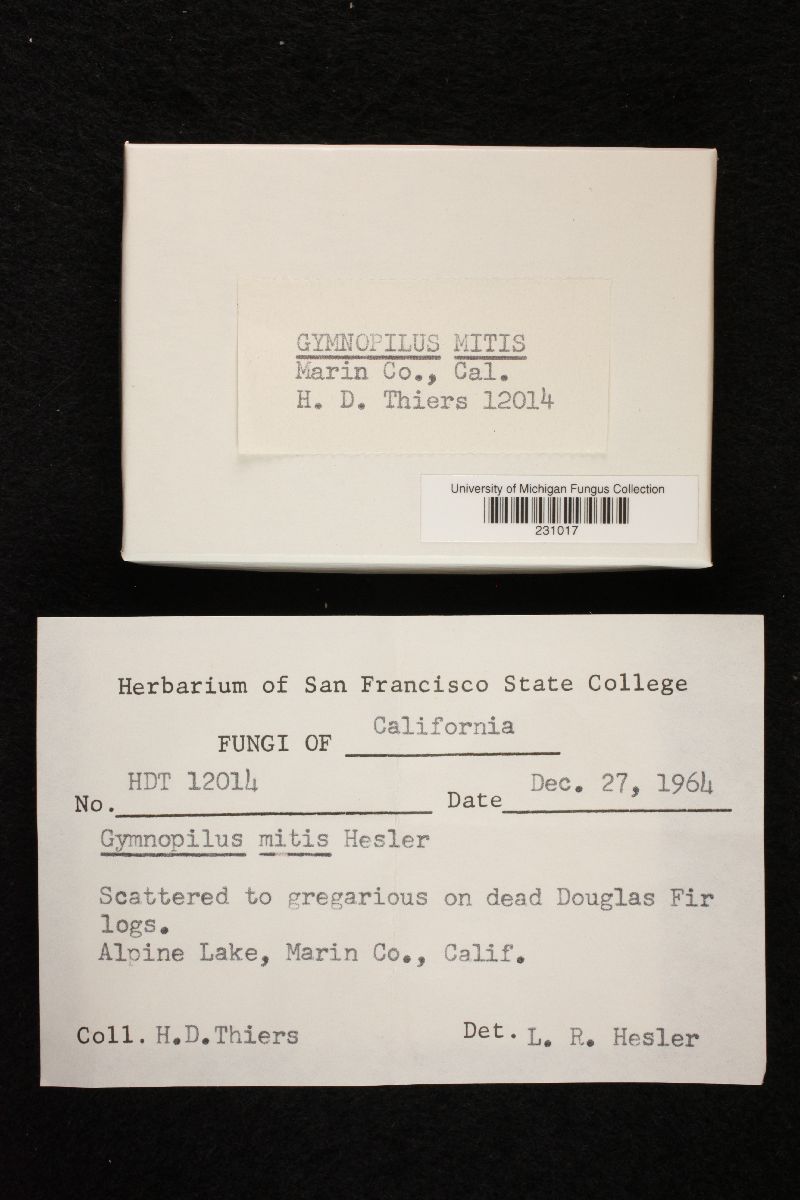 GYMNOPILUS MITIS
Marin Co., Cal.
H. D. Thiers 12014
University of Michigan Fungus Collection
231017
Herbarium of San Francisco State College
FUNGI OF California
No. HDT 12014 Date Dec. 27, 1964
Gymnopilus mitis Hesler
Scattered to gregarious on dead Douglas Fir
logs.
Alpine Lake, Marin Co., Calif.
Coll. H.D.Thiers Det. L. R. Hesler